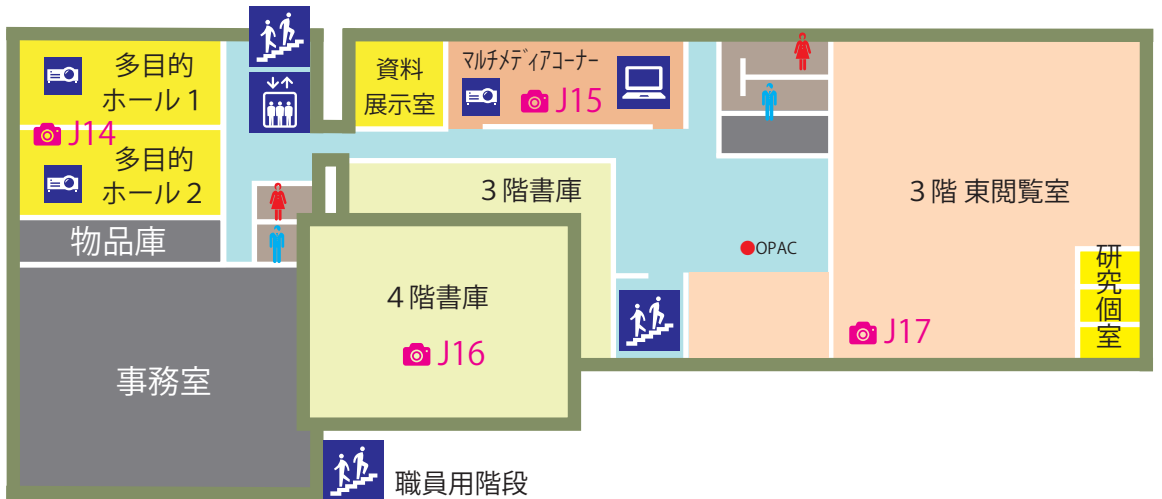 多目的
ホール1
J14
多目的
ホール2
物品庫
事務室
資料
展示室
マルチメディアコーナー
J15
3階書庫
4階書庫
J16
OPAC
3階 東閲覧室
J17
研究個室
職員用階段